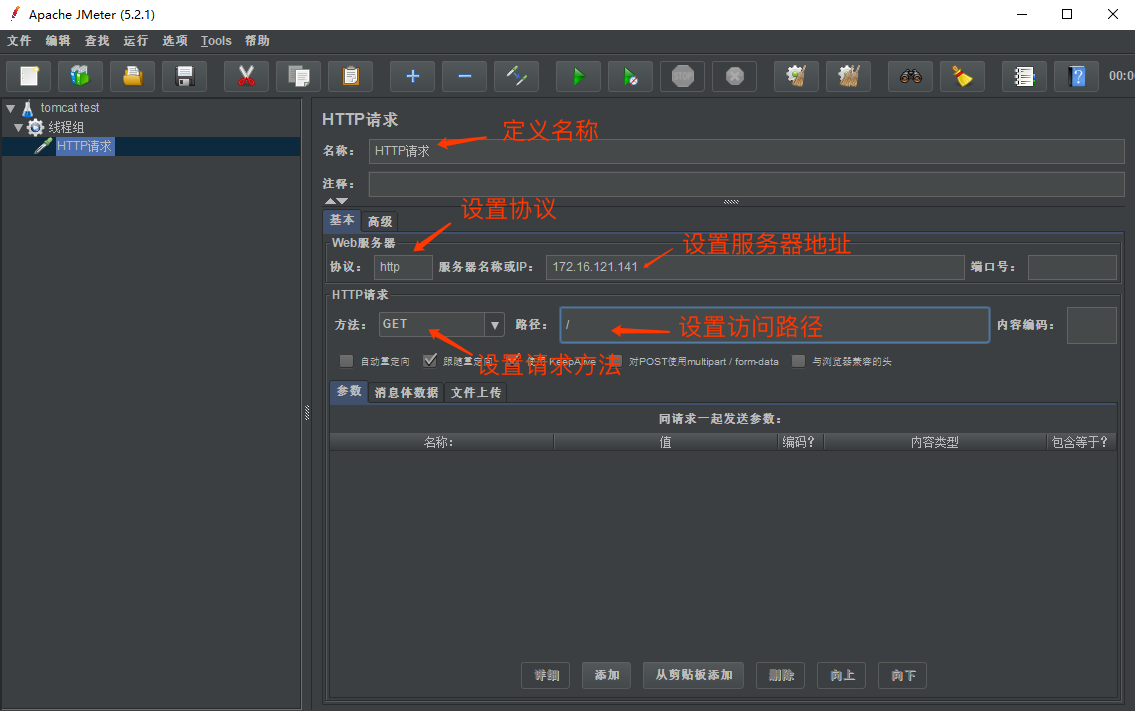 Apache JMeter (5.2.1)
文件 编辑 查找 运行 选项 Tools 帮助
STOP
00:0
tomcat test
线程组
HTTP请求
HTTP请求
定义名称
名称： HTTP请求
注释：
设置协议
基本 高级
设置服务器地址
Web服务器
协议： http 服务器名称或IP： 172.16.121.141 端口号：
HTTP请求
方法： GET 路径： / 设置访问路径 内容编码：
设置请求方法
自动重定向 跟随重定向 使用 KeepAlive 对POST使用multipart / form-data 与浏览器兼容的头
参数 消息体数据 文件上传
同请求一起发送参数：
名称： 值 编码？ 内容类型 包含等于？
详细 添加 从剪贴板添加 删除 向上 向下